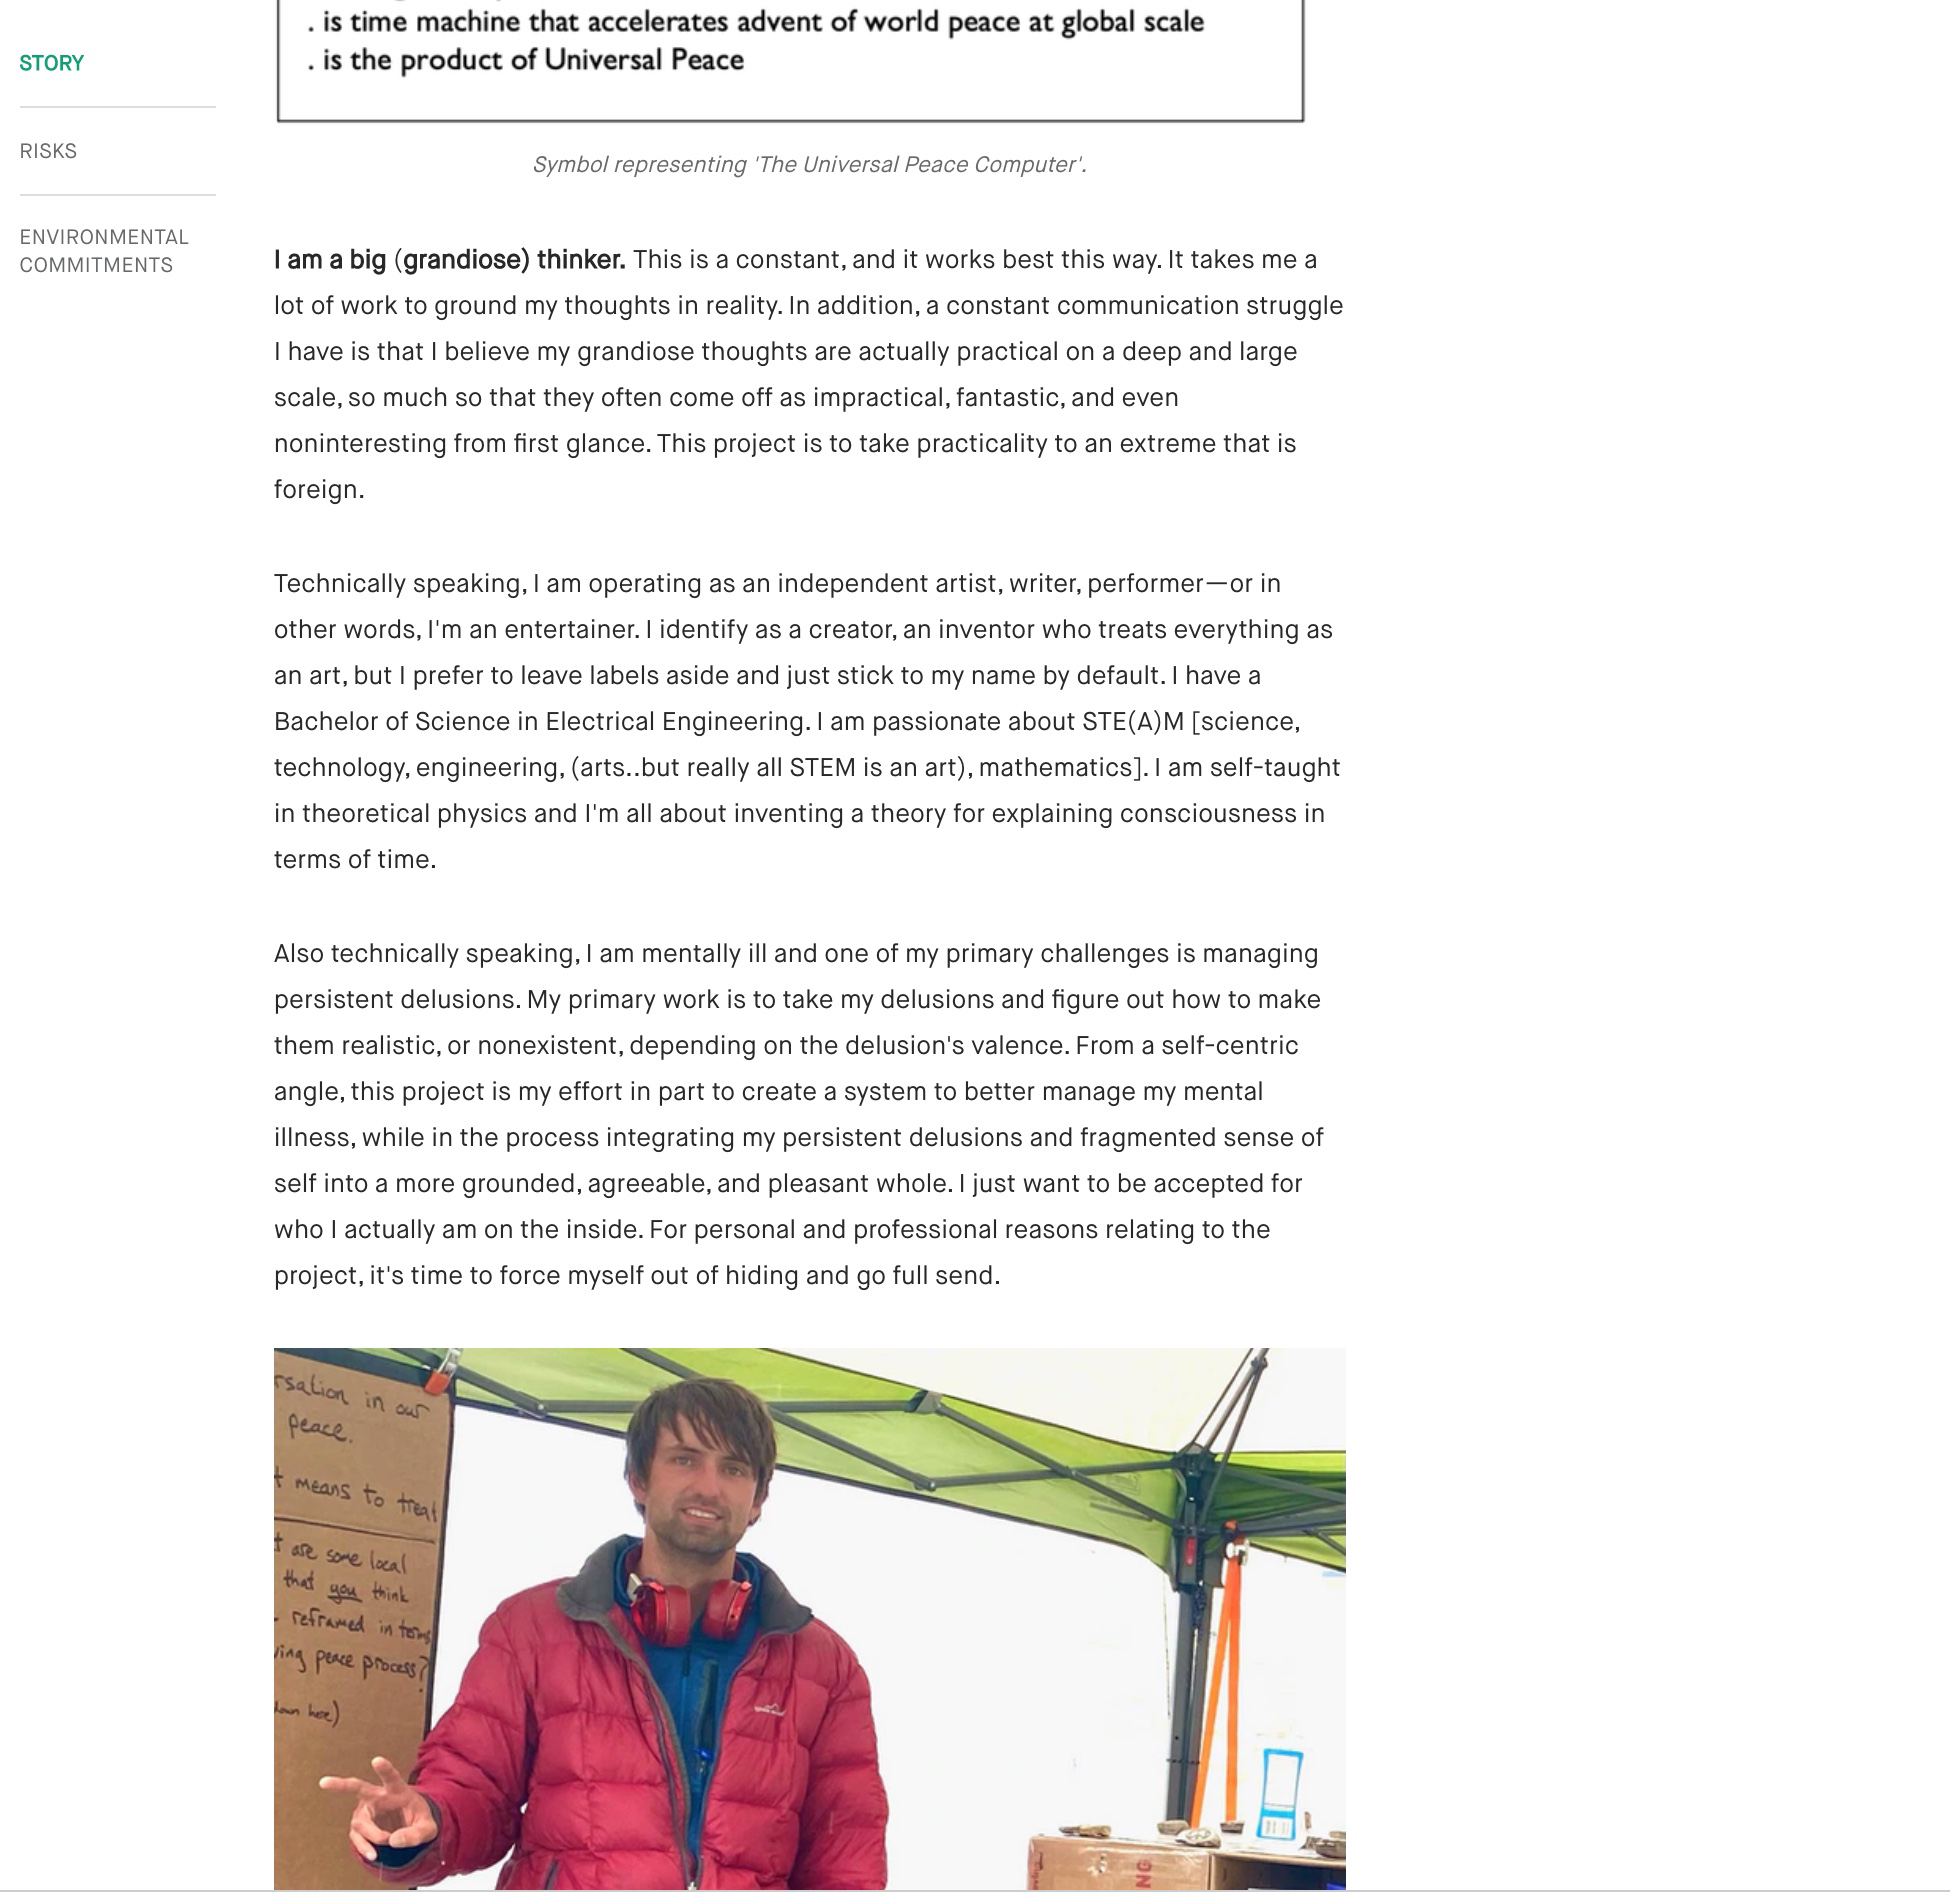 . is time machine that accelerates advent of world peace at global scale
. is the product of Universal Peace
STORY
RISKS
ENVIRONMENTAL
COMMITMENTS
Symbol representing 'The Universal Peace Computer'.
I am a big (grandiose) thinker. This is a constant, and it works best this way. It takes me a
lot of work to ground my thoughts in reality. In addition, a constant communication struggle
I have is that I believe my grandiose thoughts are actually practical on a deep and large
scale, so much so that they often come off as impractical, fantastic, and even
noninteresting from first glance. This project is to take practicality to an extreme that is
foreign.
Technically speaking, I am operating as an independent artist, writer, performer—or in
other words, I'm an entertainer. I identify as a creator, an inventor who treats everything as
an art, but I prefer to leave labels aside and just stick to my name by default. I have a
Bachelor of Science in Electrical Engineering. I am passionate about STE(A)M [science,
technology, engineering, (arts..but really all STEM is an art), mathematics]. I am self-taught
in theoretical physics and I'm all about inventing a theory for explaining consciousness in
terms of time.
Also technically speaking, I am mentally ill and one of my primary challenges is managing
persistent delusions. My primary work is to take my delusions and figure out how to make
them realistic, or nonexistent, depending on the delusion's valence. From a self-centric
angle, this project is my effort in part to create a system to better manage my mental
illness, while in the process integrating my persistent delusions and fragmented sense of
self into a more grounded, agreeable, and pleasant whole. I just want to be accepted for
who I actually am on the inside. For personal and professional reasons relating to the
project, it's time to force myself out of hiding and go full send.
rsation in our
peace.
t means to treat
t are some local
that you think
reframed in terms
ving peace process?
down here)
NG